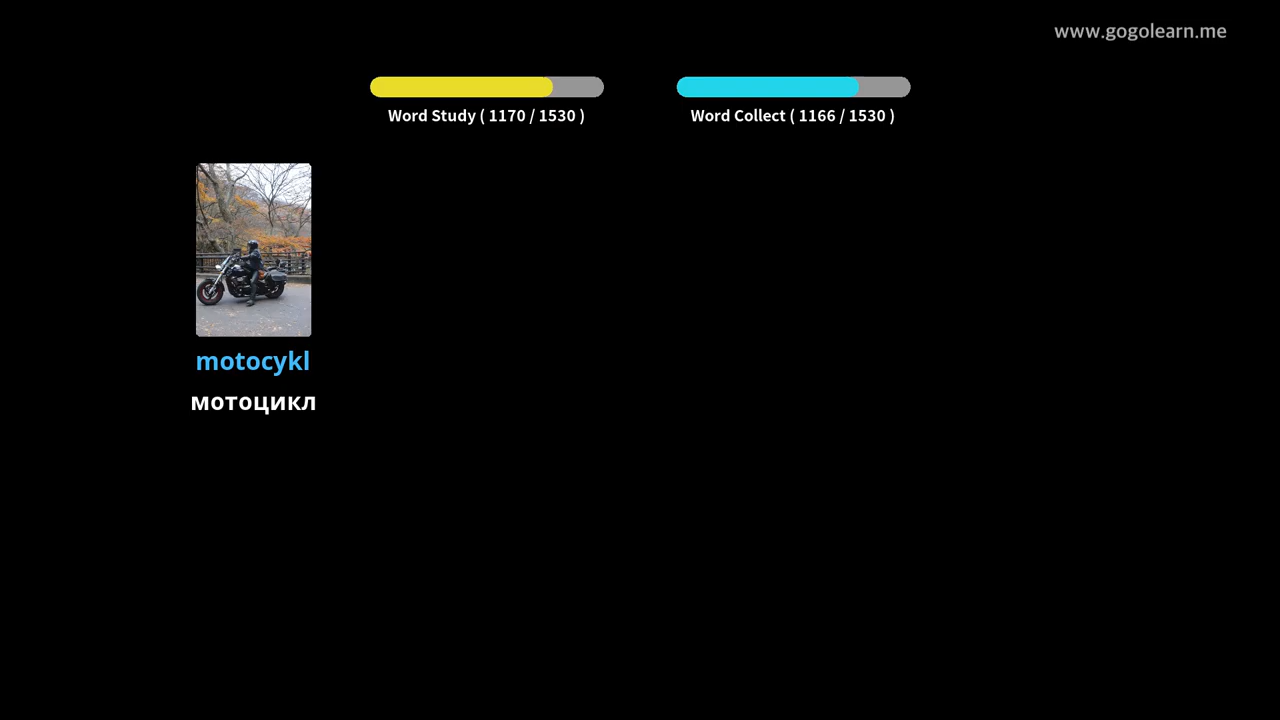 www.gogolearn.me
Word Study ( 1170 / 1530 )
Word Collect ( 1166 / 1530 )
motocykl
мотоцикл